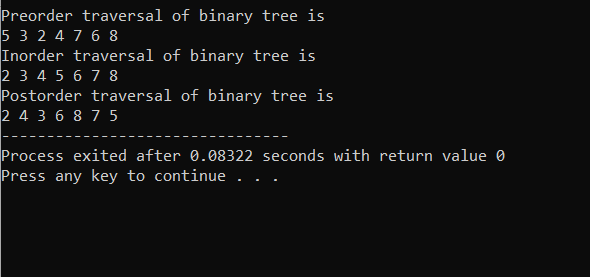 Preorder traversal of binary tree is
5 3 2 4 7 6 8
Inorder traversal of binary tree is
2 3 4 5 6 7 8
Postorder traversal of binary tree is
2 4 3 6 8 7 5
--------------------------------
Process exited after 0.08322 seconds with return value 0
Press any key to continue . . .